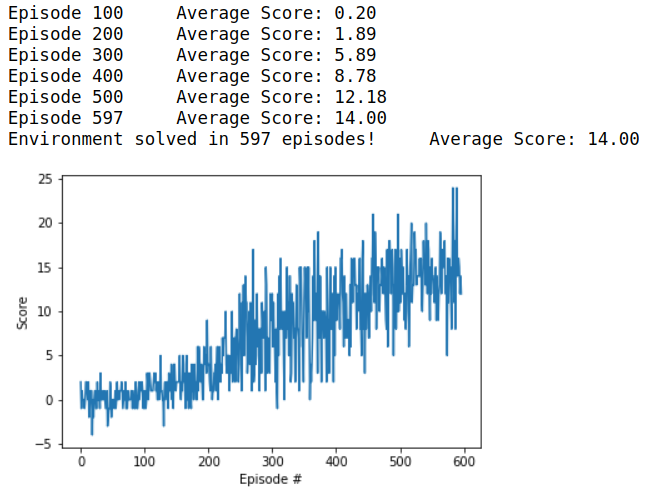 Episode 100     Average Score: 0.20
Episode 200     Average Score: 1.89
Episode 300     Average Score: 5.89
Episode 400     Average Score: 8.78
Episode 500     Average Score: 12.18
Episode 597     Average Score: 14.00
Environment solved in 597 episodes!     Average Score: 14.00
25
20
15
10
5
0
−5
Score
0 100 200 300 400 500 600
Episode #